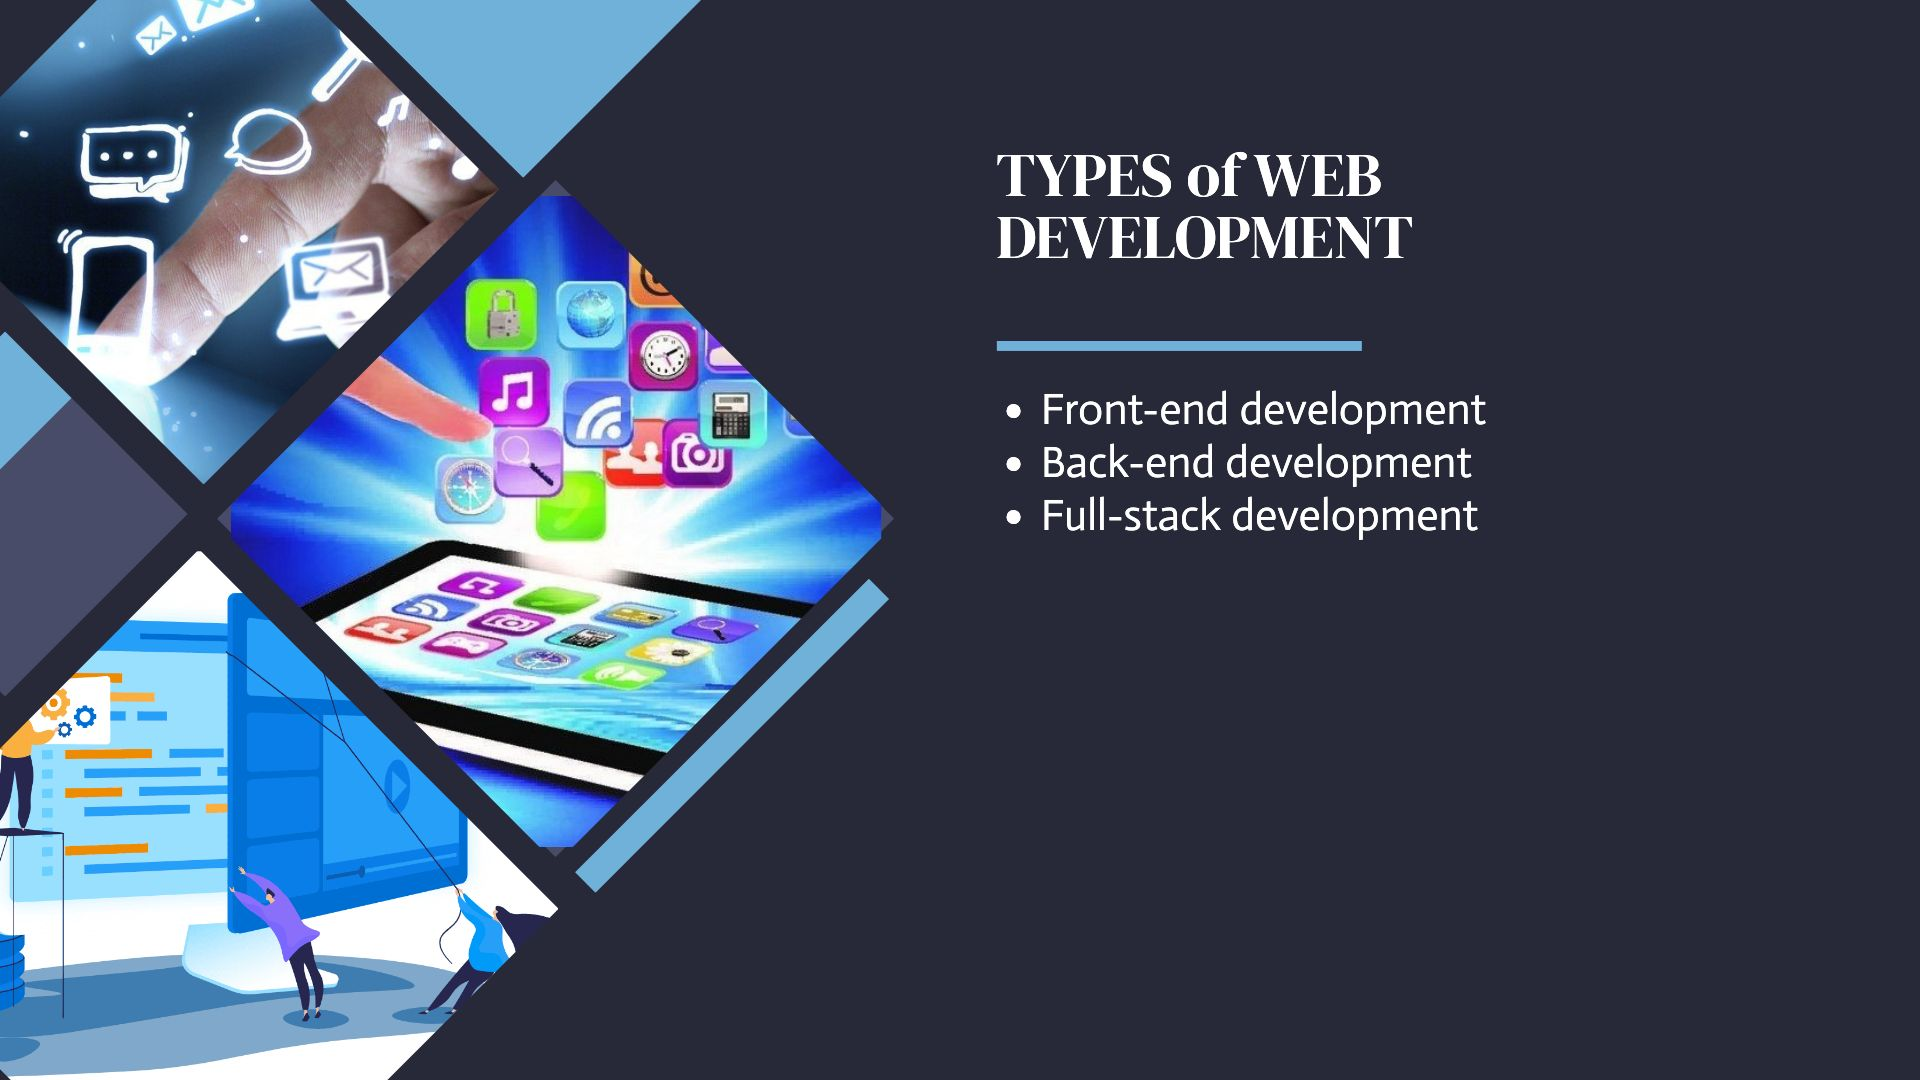 TYPES of WEB
DEVELOPMENT
• Front-end development
• Back-end development
• Full-stack development